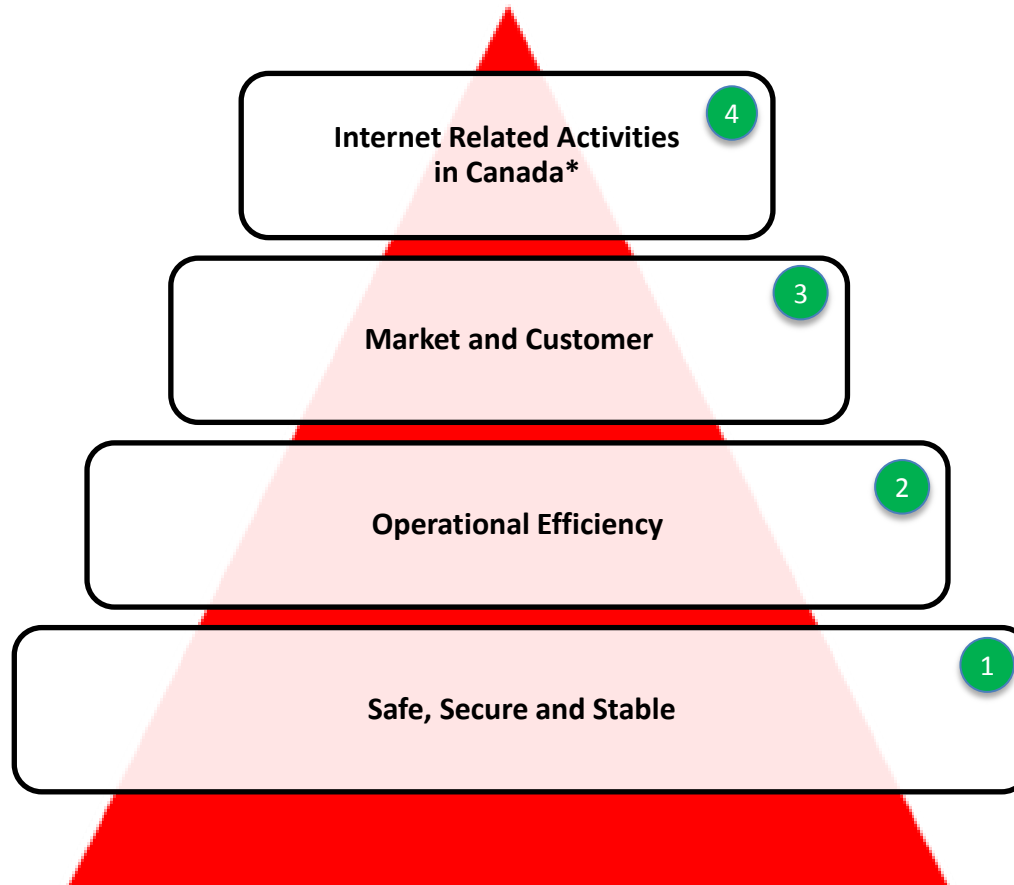 4
Internet Related Activities
in Canada*
3
Market and Customer
2
Operational Efficiency
1
Safe, Secure and Stable